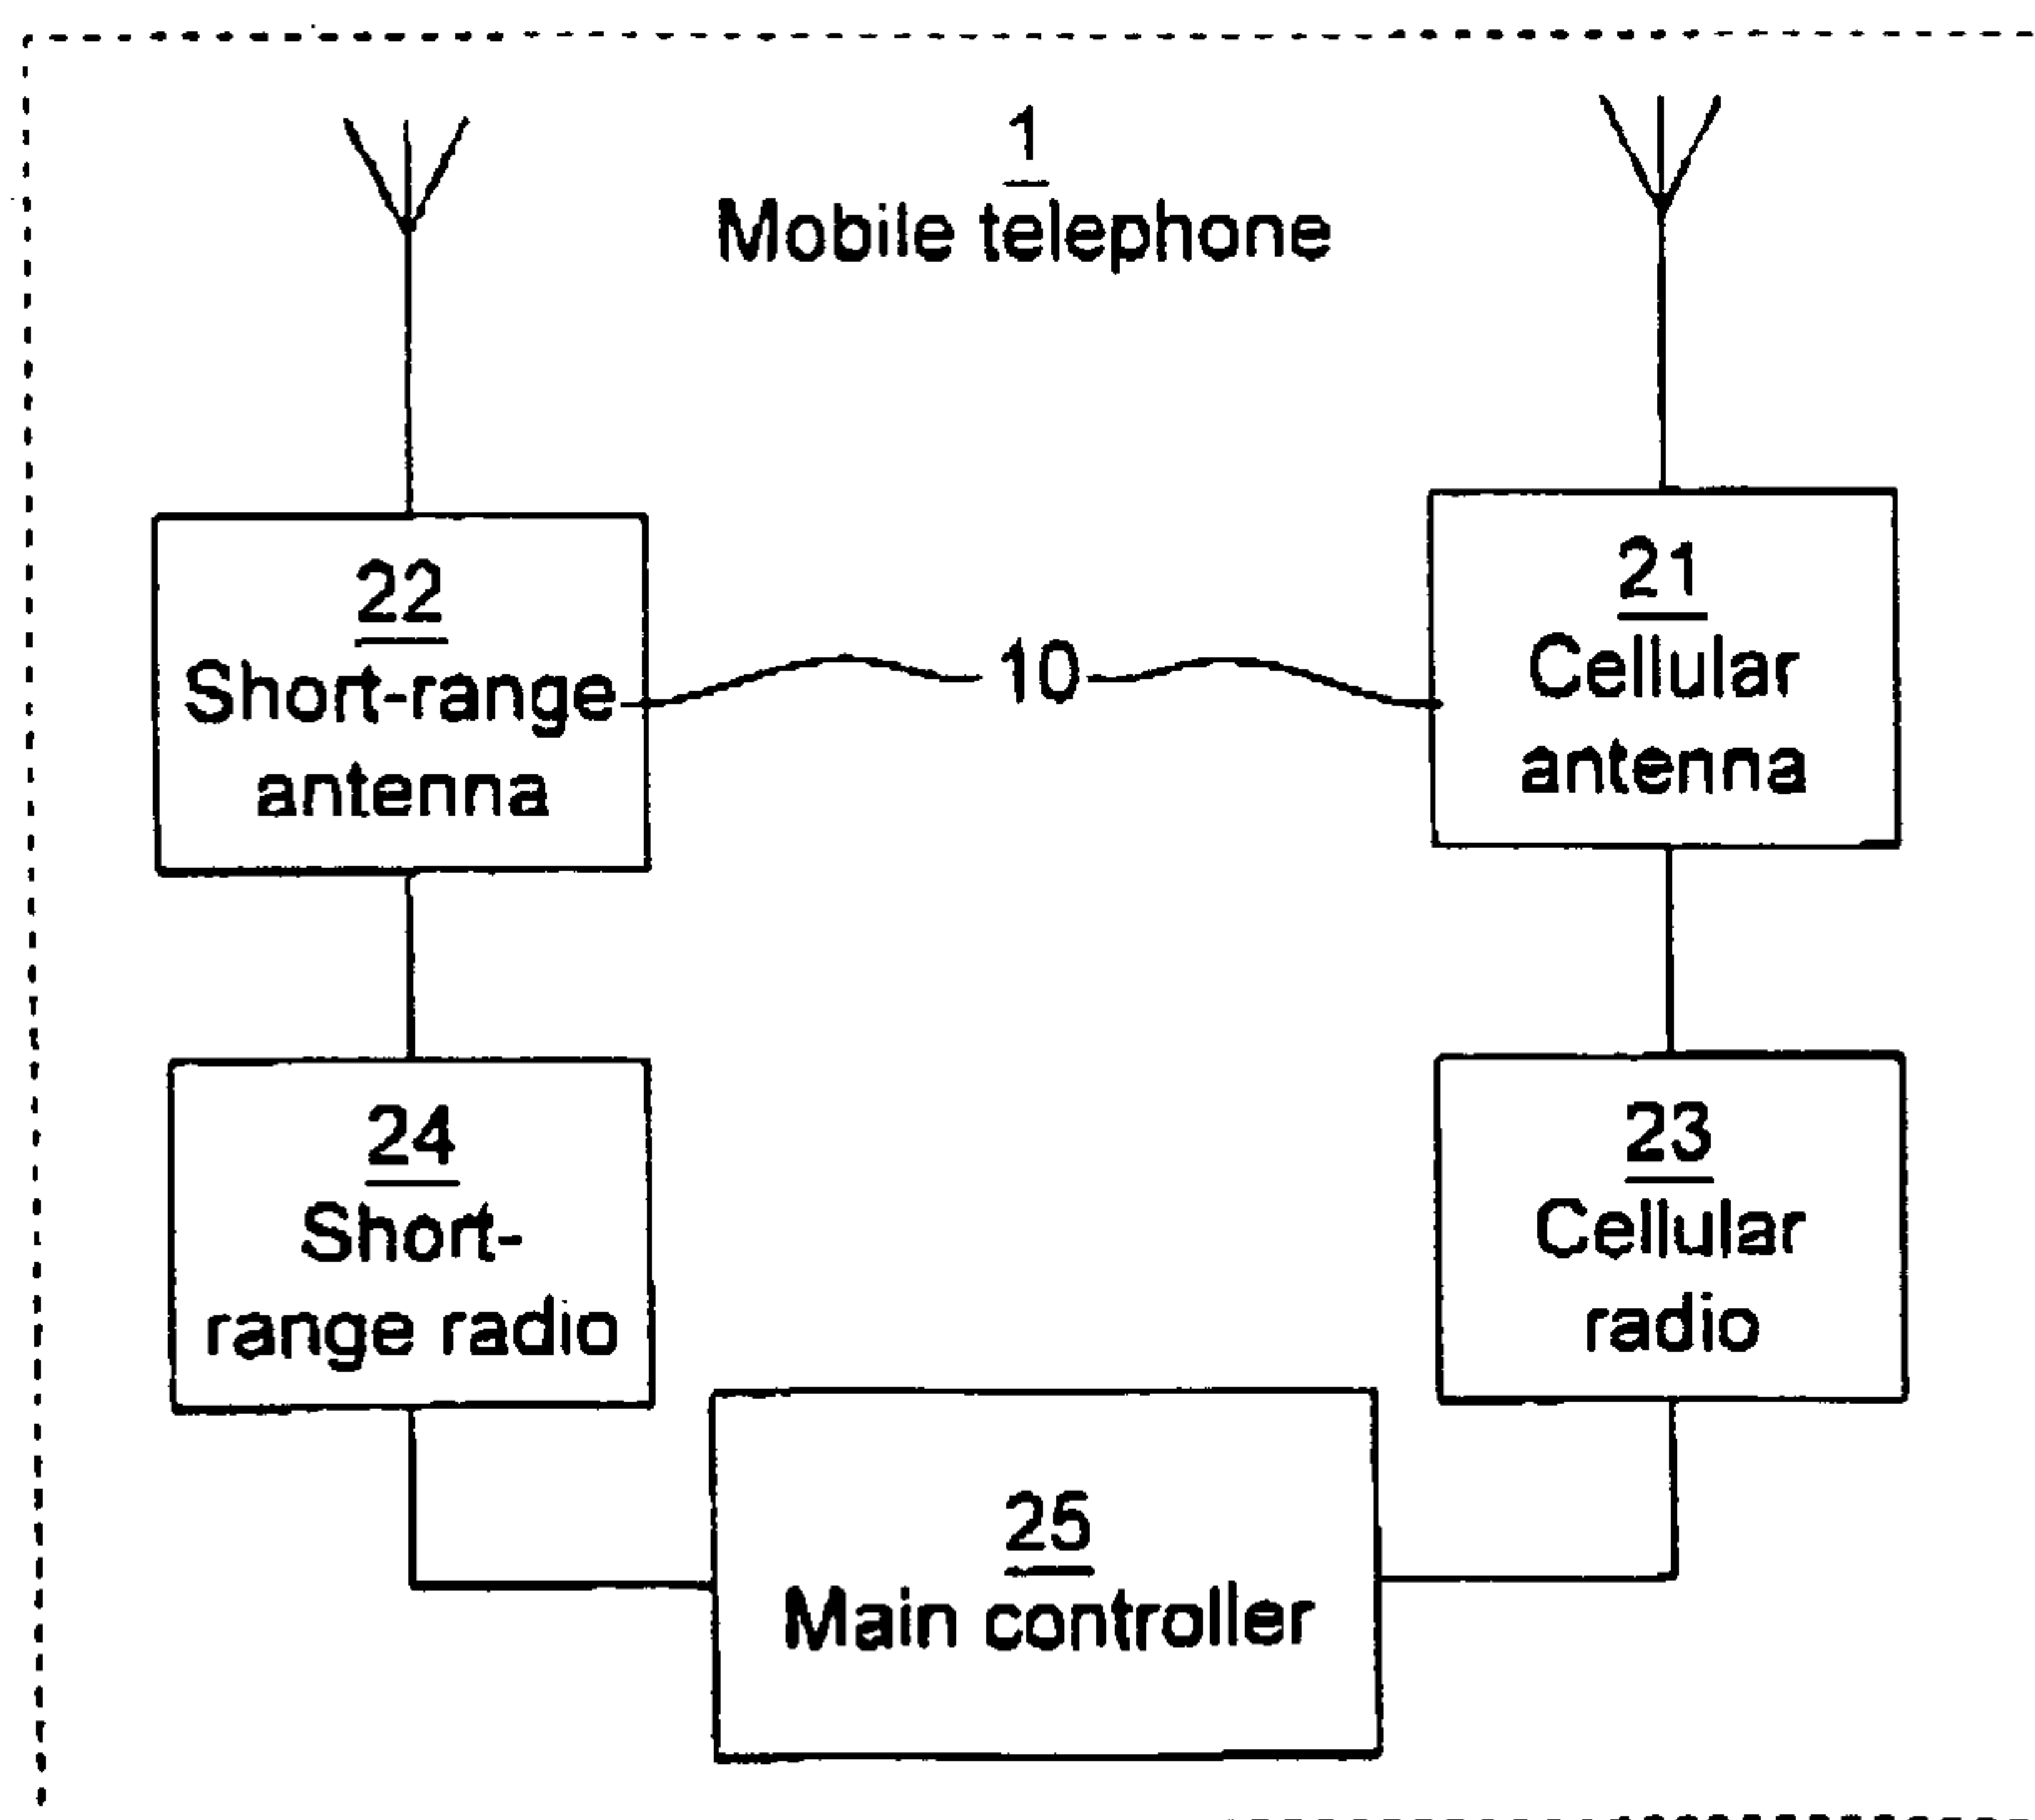 1
Mobile telephone
22
Short-range
antenna
10
21
Cellular
antenna
24
Short-
range radio
23
Cellular
radio
25
Main controller